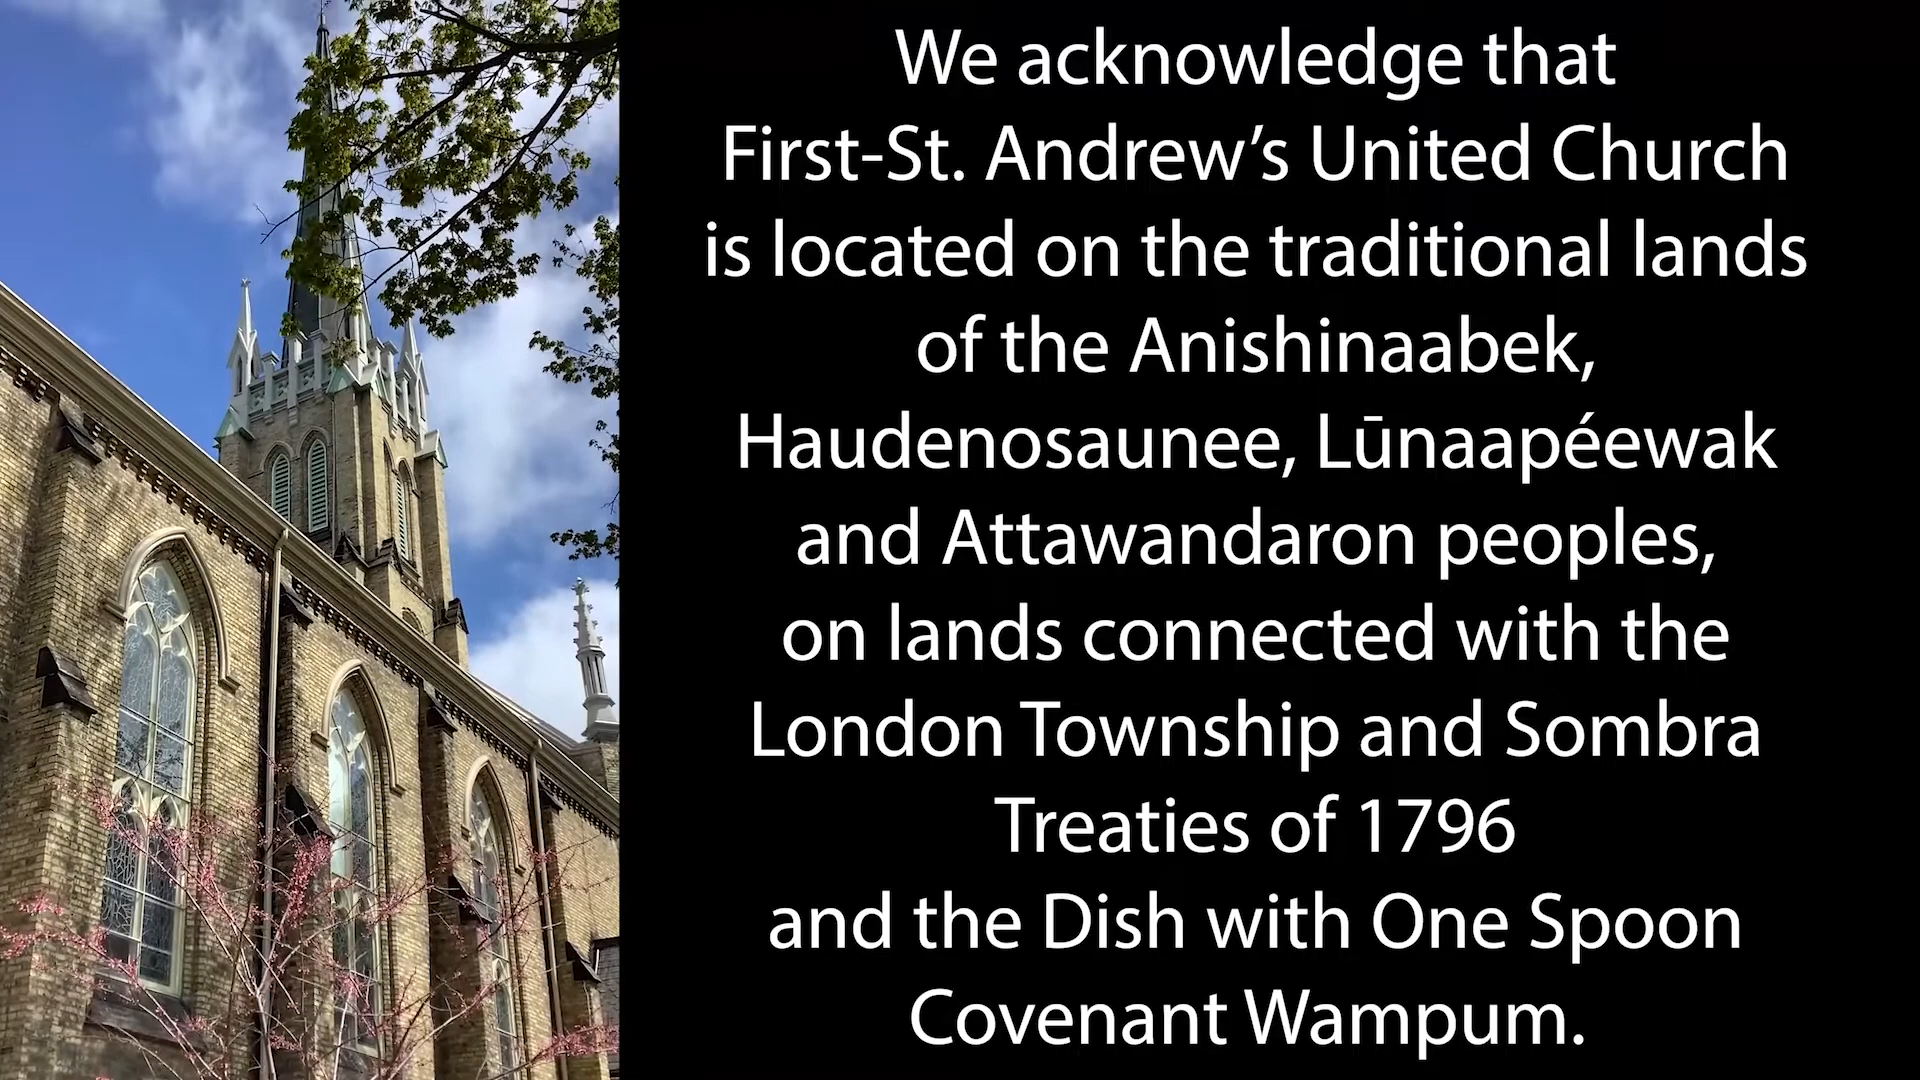 We acknowledge that
First-St. Andrew’s United Church
is located on the traditional lands
of the Anishinaabek,
Haudenosaunee, Lūnaapéewak
and Attawandaron peoples,
on lands connected with the
London Township and Sombra
Treaties of 1796
and the Dish with One Spoon
Covenant Wampum.